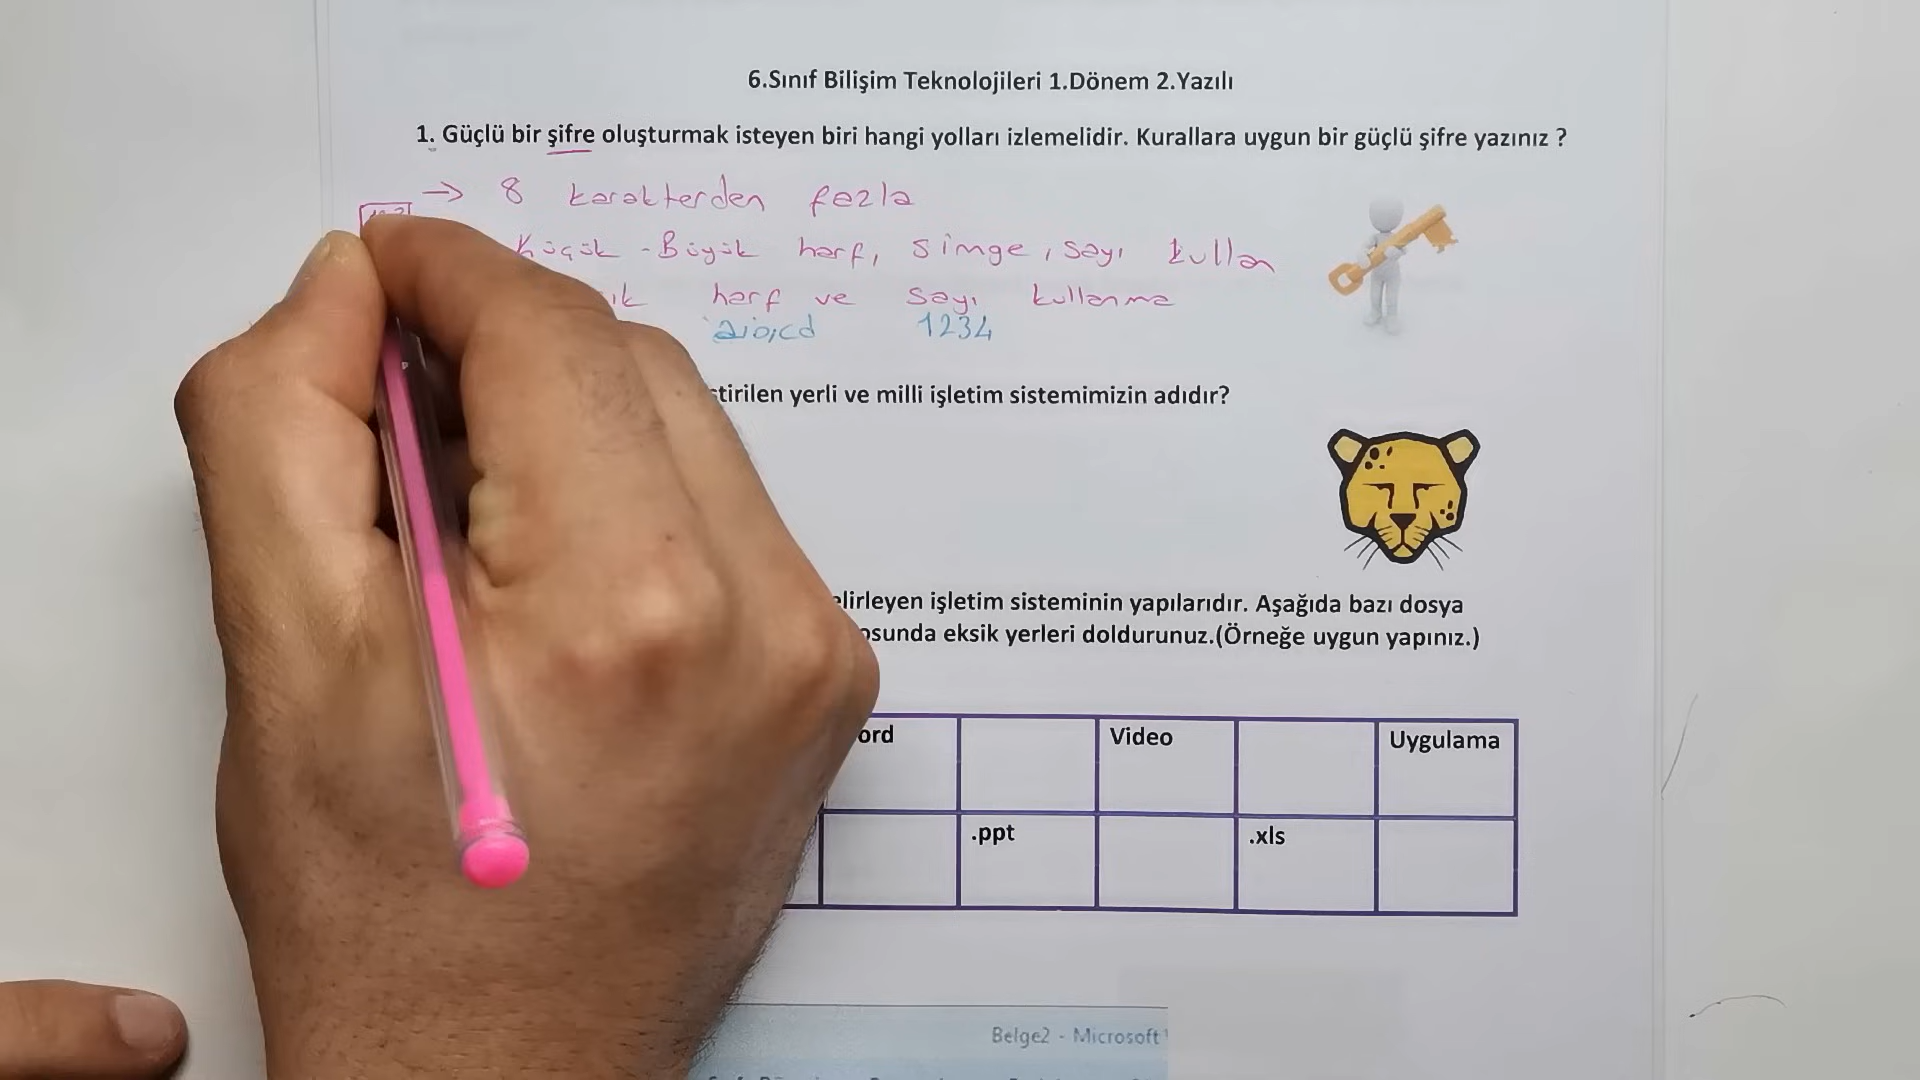 6.Sınıf Bilişim Teknolojileri 1.Dönem 2.Yazılı
1. Güçlü bir şifre oluşturmak isteyen biri hangi yolları izlemelidir. Kurallara uygun bir güçlü şifre yazınız ?
→ 8 karakterden fazla
Küçük - Büyük harf, simge, sayı kullan
harf ve sayı kullanma
1234
tirilen yerli ve milli işletim sistemimizin adıdır?
elirleyen işletim sisteminin yapılarıdır. Aşağıda bazı dosya
osunda eksik yerleri doldurunuz.(Örneğe uygun yapınız.)
ord Video Uygulama
.ppt .xls
Belge2 - Microsoft